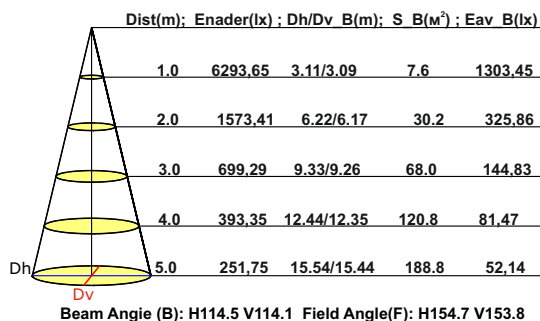 Dist(m); Enader(lx) ; Dh/Dv_B(m); S_B(м²) ; Eav_B(lx)
1.0 6293,65 3.11/3.09 7.6 1303,45
2.0 1573,41 6.22/6.17 30.2 325,86
3.0 699,29 9.33/9.26 68.0 144,83
4.0 393,35 12.44/12.35 120.8 81,47
Dh 5.0 251,75 15.54/15.44 188.8 52,14
Dv
Beam Angie (B): H114.5 V114.1 Field Angle(F): H154.7 V153.8